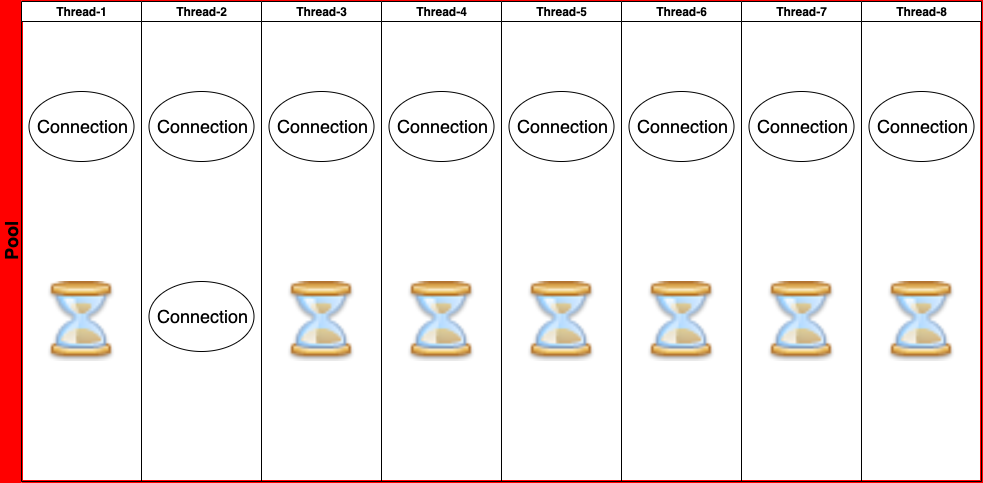 Thread-1 Thread-2 Thread-3 Thread-4 Thread-5 Thread-6 Thread-7 Thread-8
Connection Connection Connection Connection Connection Connection Connection Connection
Pool
Connection